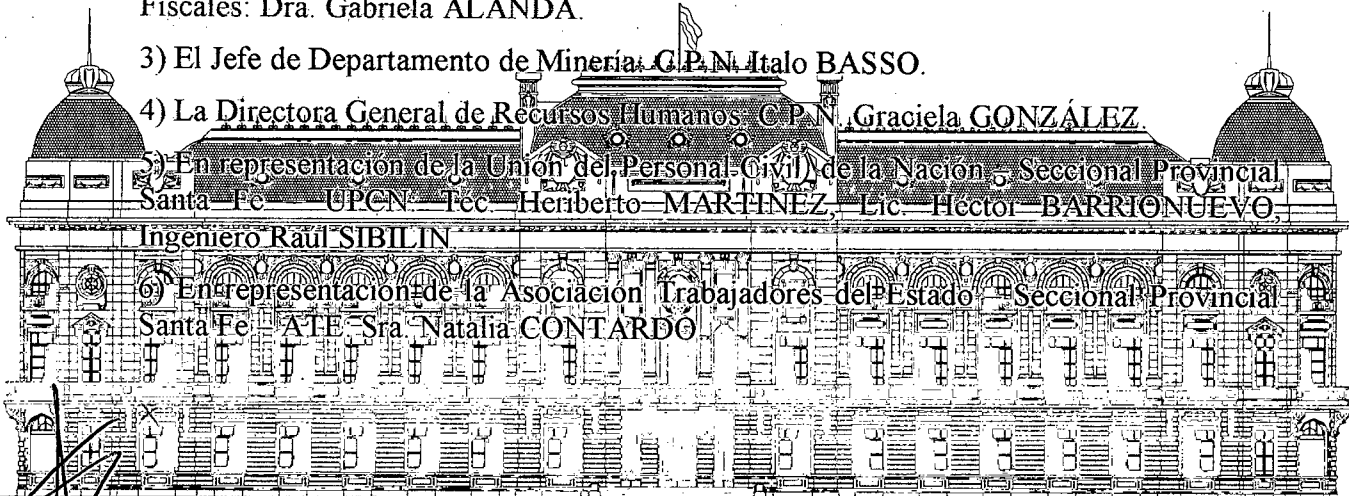 Fiscales: Dra. Gabriela ALANDA.
3) El Jefe de Departamento de Minería: C.P.N. Italo BASSO.
4) La Directora General de Recursos Humanos: C.P.N. Graciela GONZÁLEZ.
5) En representación de la Unión del Personal Civil de la Nación – Seccional Provincial
Santa Fe – UPCN: Téc. Heriberto MARTINEZ, Lic. Héctor BARRIONUEVO,
Ingeniero Raúl SIBILIN
6) En representación de la Asociación Trabajadores del Estado – Seccional Provincial
Santa Fe – ATE: Sra. Natalia CONTARDO